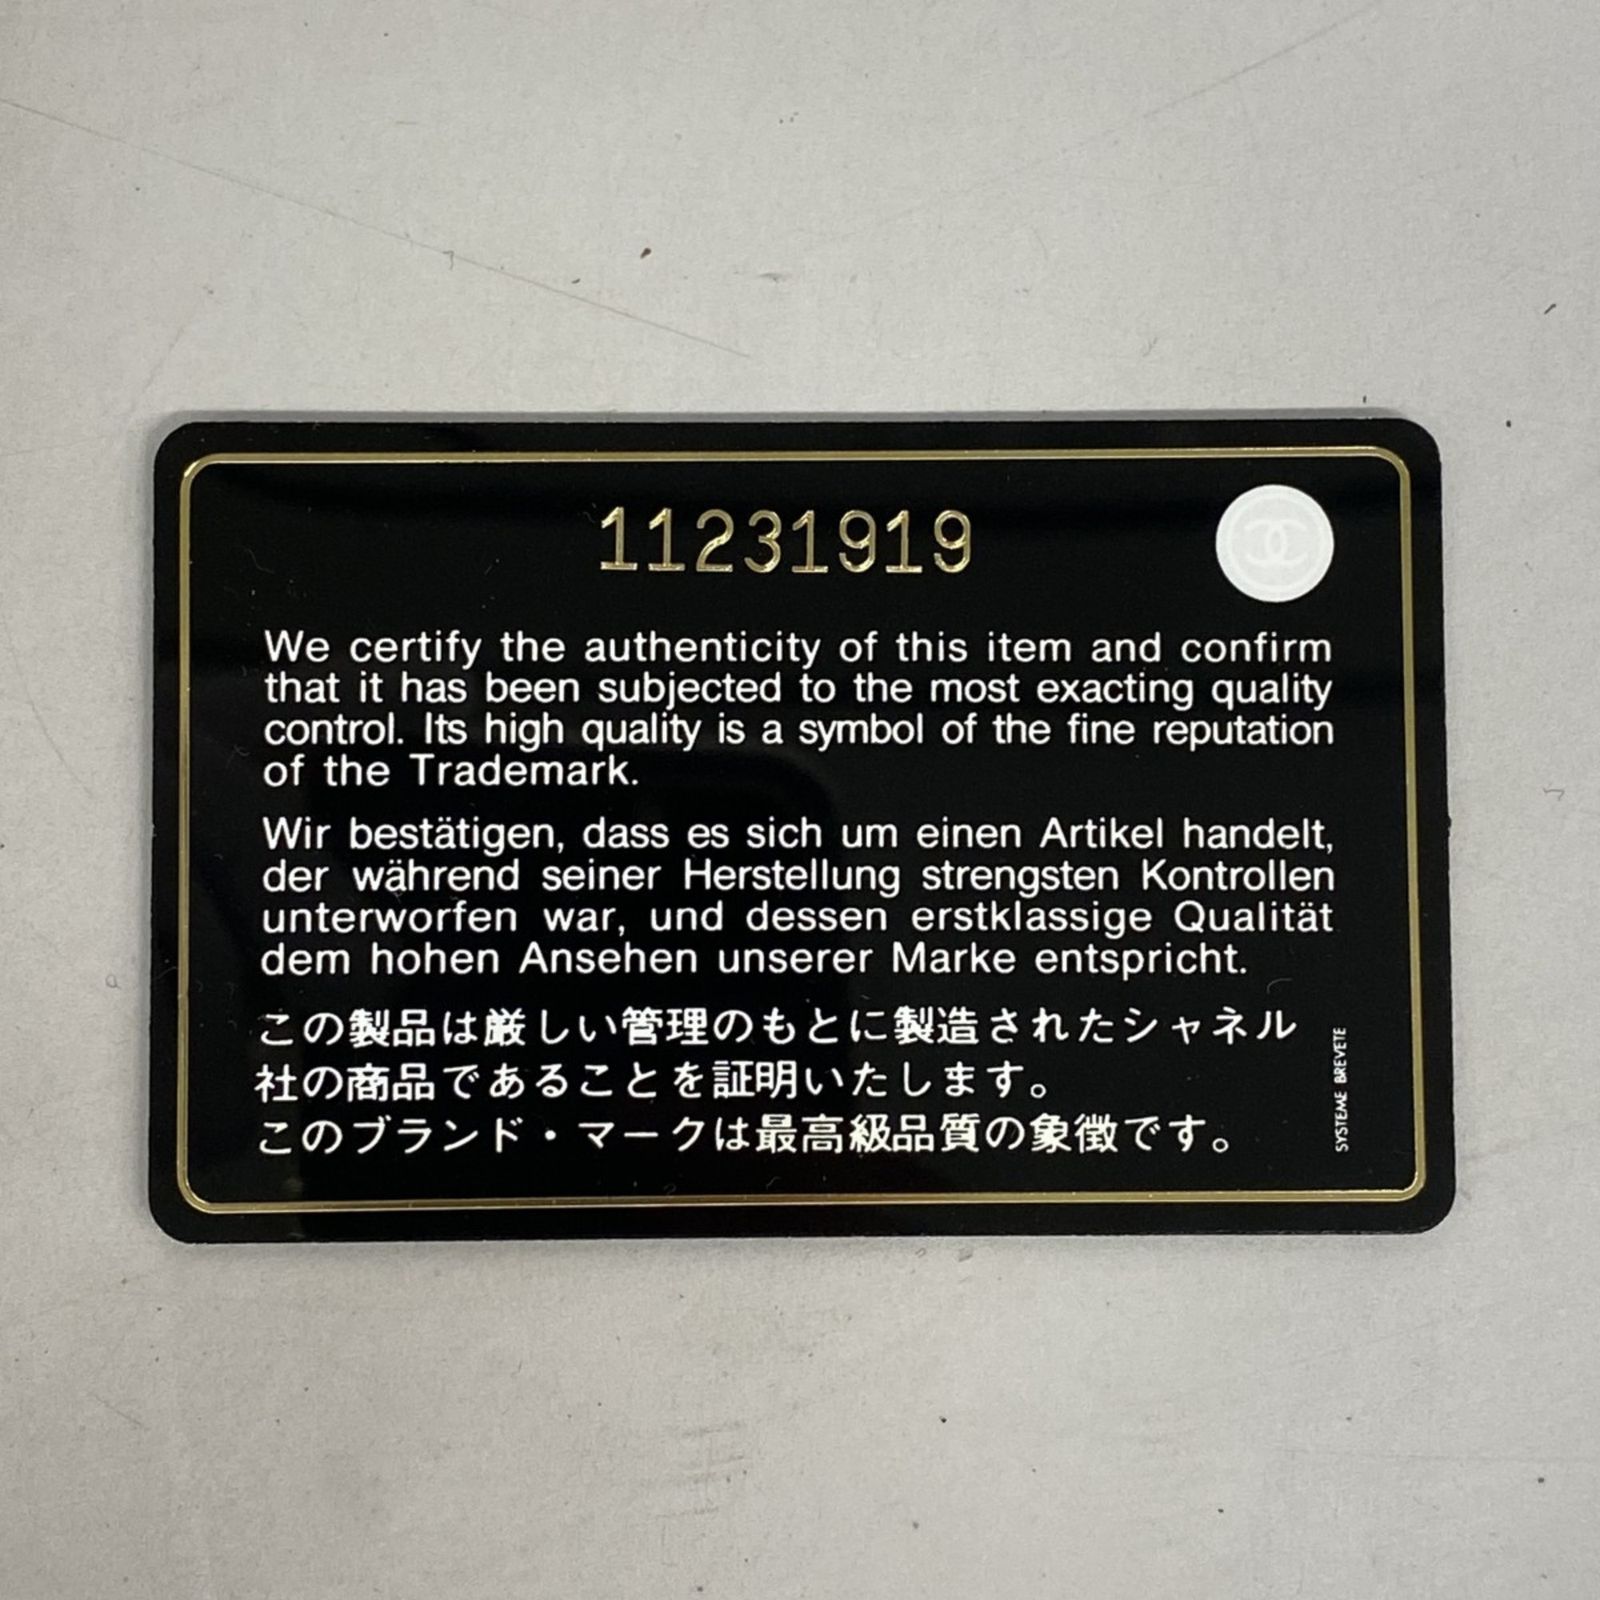 11231919
We certify the authenticity of this item and confirm
that it has been subjected to the most exacting quality
control. Its high quality is a symbol of the fine reputation
of the Trademark.
Wir bestätigen, dass es sich um einen Artikel handelt,
der während seiner Herstellung strengsten Kontrollen
unterworfen war, und dessen erstklassige Qualität
dem hohen Ansehen unserer Marke entspricht.
この製品は厳しい管理のもとに製造されたシャネル
社の商品であることを証明いたします。
このブランド・マークは最高級品質の象徴です。
SYSTEME BREVETE